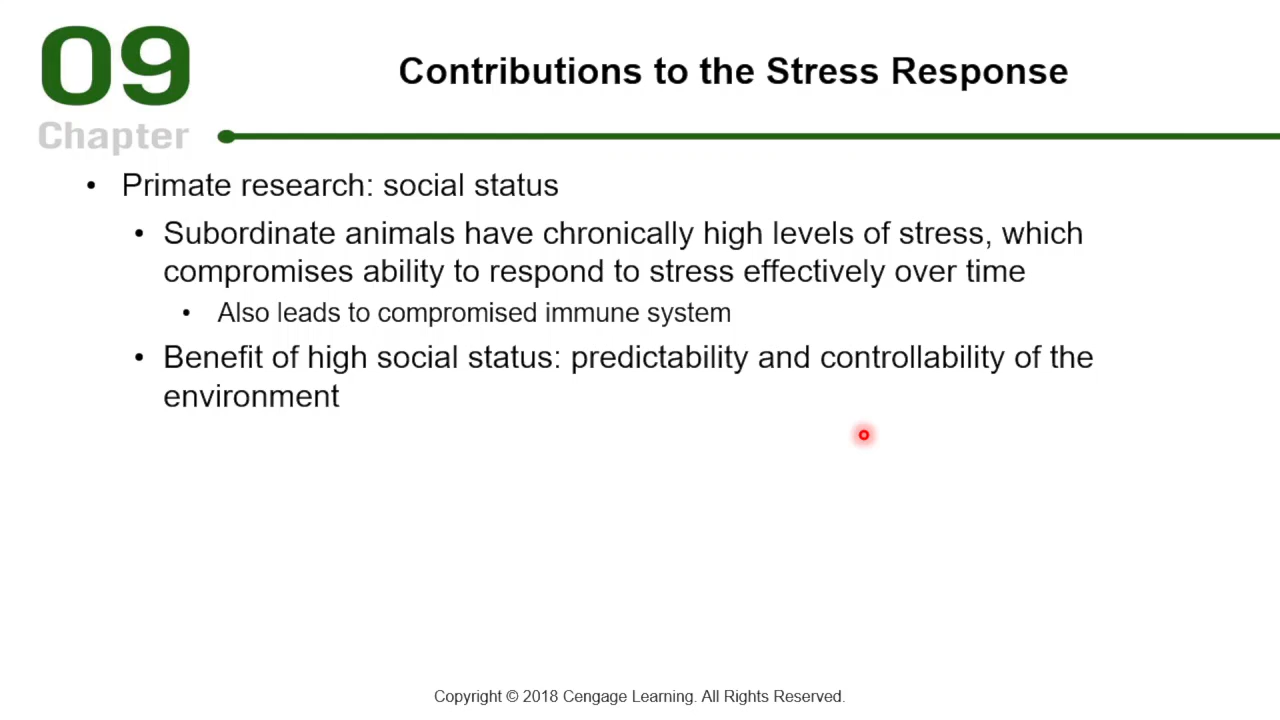 09
Chapter
Contributions to the Stress Response
• Primate research: social status
• Subordinate animals have chronically high levels of stress, which
compromises ability to respond to stress effectively over time
• Also leads to compromised immune system
• Benefit of high social status: predictability and controllability of the
environment
Copyright © 2018 Cengage Learning. All Rights Reserved.